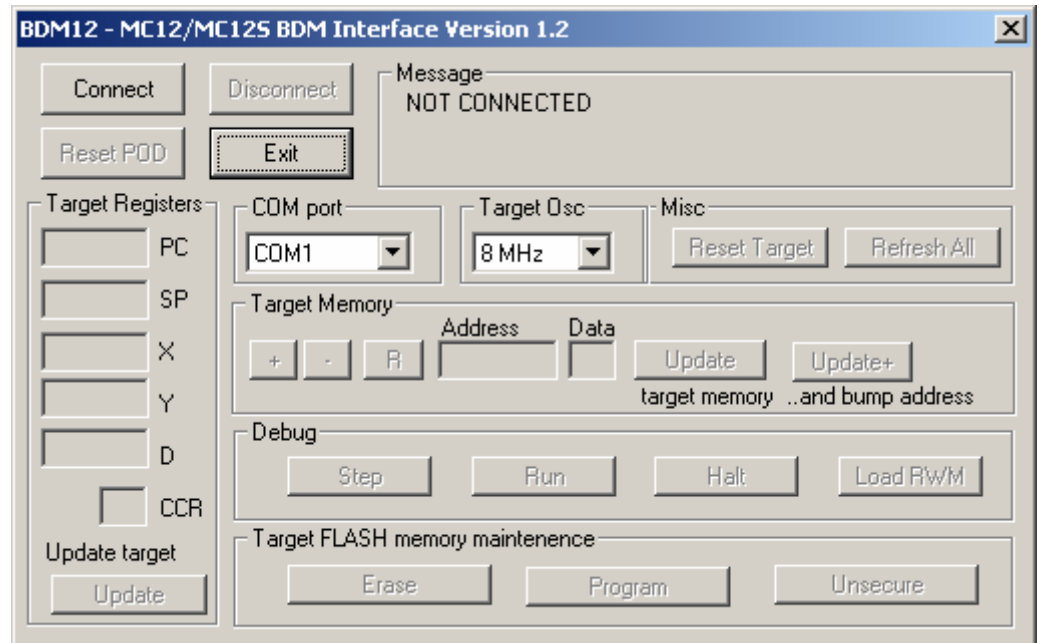 BDM12 - MC12/MC12S BDM Interface Version 1.2
Connect
Disconnect
Reset POD
Exit
Message
NOT CONNECTED
Target Registers
PC
SP
X
Y
D
CCR
Update target
Update
COM port
COM1
Target Osc
8 MHz
Misc
Reset Target
Refresh All
Target Memory
Address
Data
+
-
R
Update
Update+
target memory
..and bump address
Debug
Step
Run
Halt
Load RWM
Target FLASH memory maintenence
Erase
Program
Unsecure